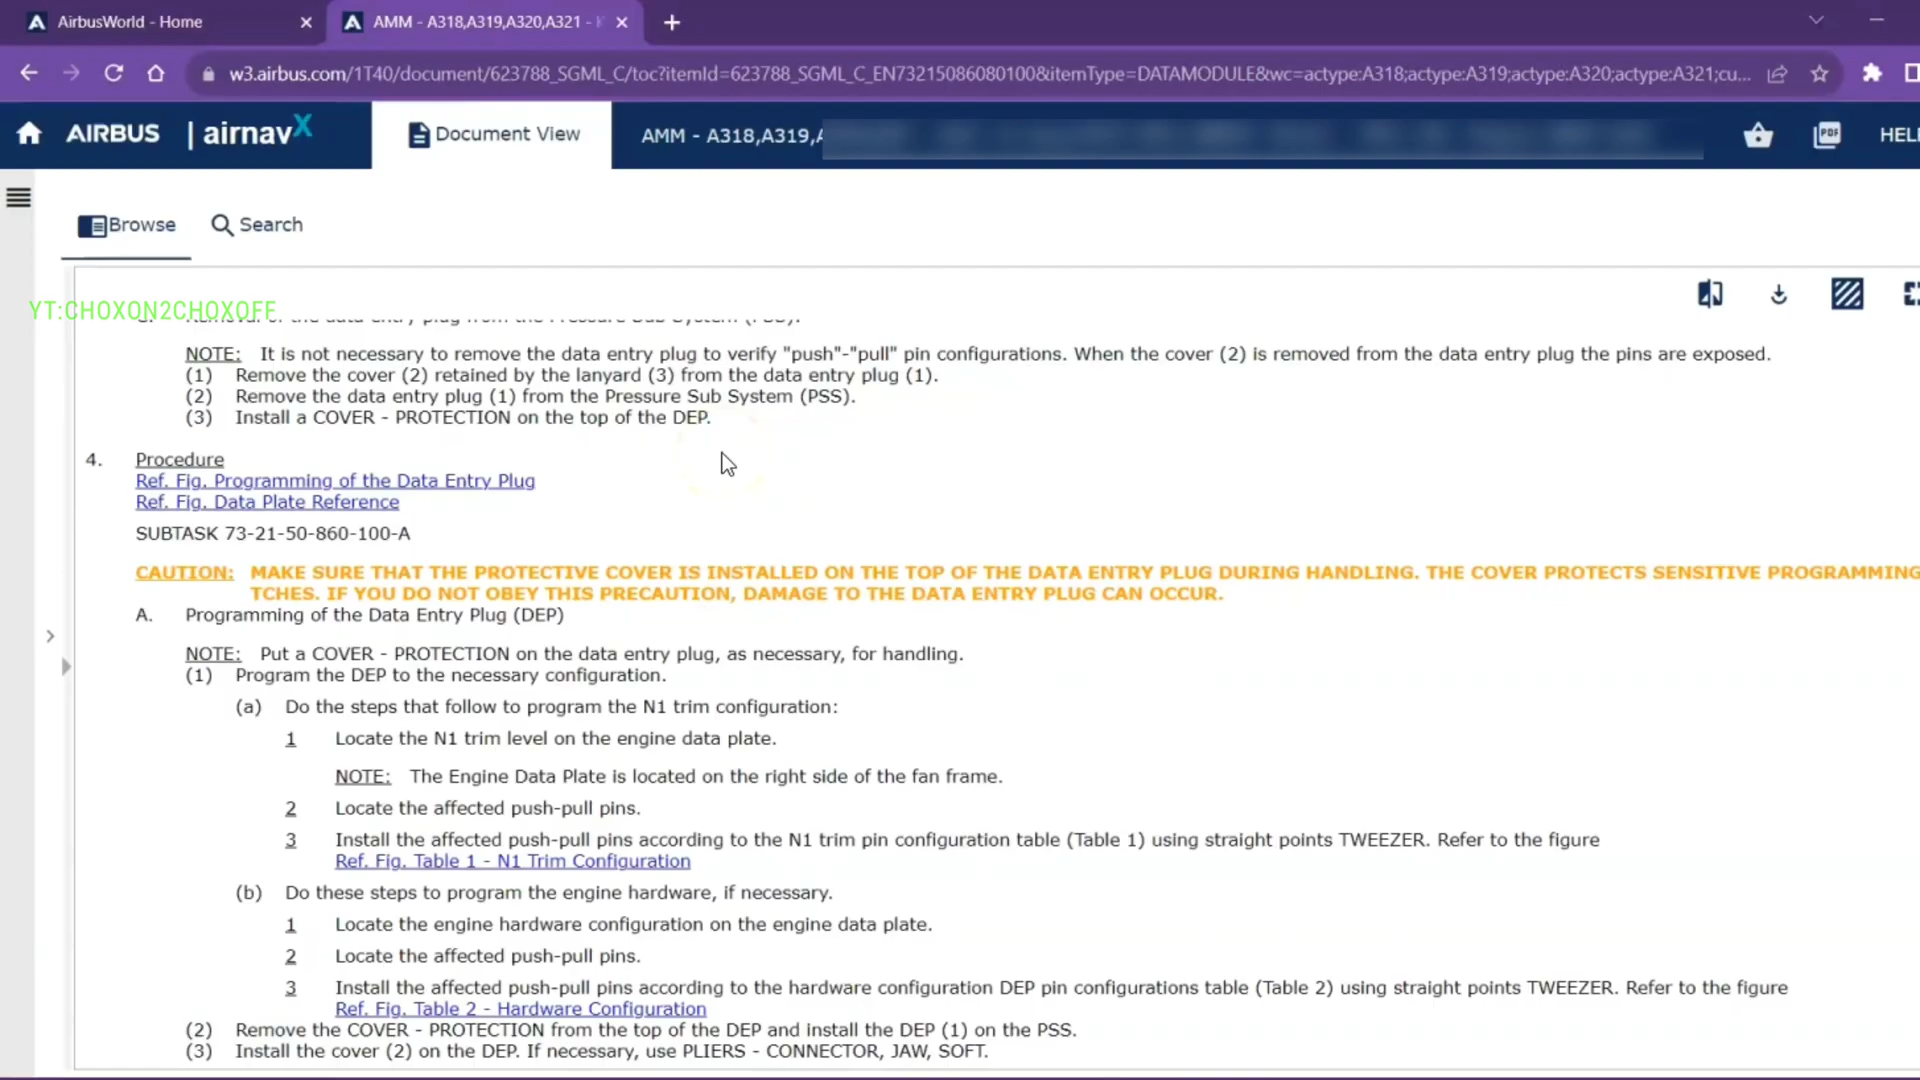 AirbusWorld - Home
AMM - A318,A319,A320,A321 -
w3.airbus.com/1T40/document/623788_SGML_C/toc?itemId=623788_SGML_C_EN73215086080100&itemType=DATAMODULE&wc=actype:A318;actype:A319;actype:A320;actype:A321;cu...
AIRBUS | airnavX
Document View
AMM - A318,A319,A
PDF
HELP
Browse
Search
YT:CHOXON2CHOXOFF
Removal of the data entry plug from the Pressure Sub System (PSS).
NOTE: It is not necessary to remove the data entry plug to verify "push"-"pull" pin configurations. When the cover (2) is removed from the data entry plug the pins are exposed.
(1) Remove the cover (2) retained by the lanyard (3) from the data entry plug (1).
(2) Remove the data entry plug (1) from the Pressure Sub System (PSS).
(3) Install a COVER - PROTECTION on the top of the DEP.
4. Procedure
Ref. Fig. Programming of the Data Entry Plug
Ref. Fig. Data Plate Reference
SUBTASK 73-21-50-860-100-A
CAUTION: MAKE SURE THAT THE PROTECTIVE COVER IS INSTALLED ON THE TOP OF THE DATA ENTRY PLUG DURING HANDLING. THE COVER PROTECTS SENSITIVE PROGRAMMING
TCHES. IF YOU DO NOT OBEY THIS PRECAUTION, DAMAGE TO THE DATA ENTRY PLUG CAN OCCUR.
A. Programming of the Data Entry Plug (DEP)
NOTE: Put a COVER - PROTECTION on the data entry plug, as necessary, for handling.
(1) Program the DEP to the necessary configuration.
(a) Do the steps that follow to program the N1 trim configuration:
1 Locate the N1 trim level on the engine data plate.
NOTE: The Engine Data Plate is located on the right side of the fan frame.
2 Locate the affected push-pull pins.
3 Install the affected push-pull pins according to the N1 trim pin configuration table (Table 1) using straight points TWEEZER. Refer to the figure
Ref. Fig. Table 1 - N1 Trim Configuration
(b) Do these steps to program the engine hardware, if necessary.
1 Locate the engine hardware configuration on the engine data plate.
2 Locate the affected push-pull pins.
3 Install the affected push-pull pins according to the hardware configuration DEP pin configurations table (Table 2) using straight points TWEEZER. Refer to the figure
Ref. Fig. Table 2 - Hardware Configuration
(2) Remove the COVER - PROTECTION from the top of the DEP and install the DEP (1) on the PSS.
(3) Install the cover (2) on the DEP. If necessary, use PLIERS - CONNECTOR, JAW, SOFT.